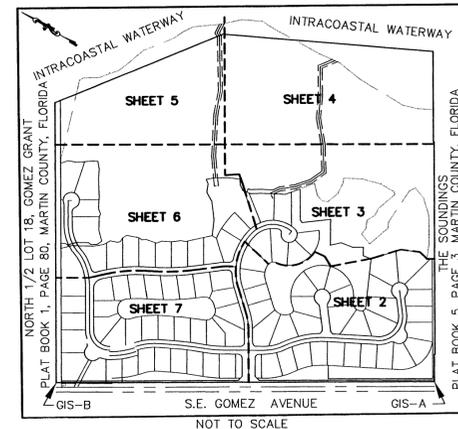 INTRACOASTAL WATERWAY
INTRACOASTAL WATERWAY
SHEET 5
SHEET 4
NORTH 1/2 LOT 18, GOMEZ GRANT
PLAT BOOK 1, PAGE 80, MARTIN COUNTY, FLORIDA
SHEET 6
SHEET 3
THE SOUNDINGS
PLAT BOOK 5, PAGE 3, MARTIN COUNTY, FLORIDA
SHEET 7
SHEET 2
GIS-B
S.E. GOMEZ AVENUE
GIS-A
NOT TO SCALE